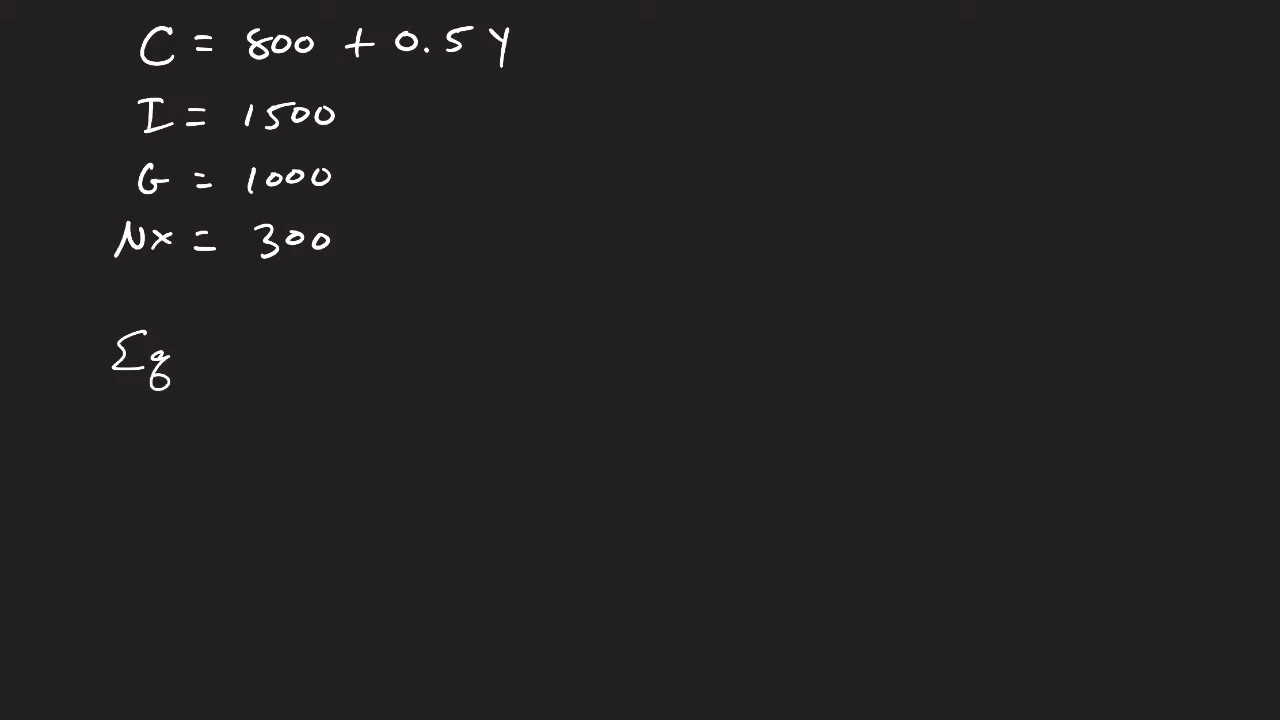 C = 800 + 0.5 Y
I = 1500
G = 1000
NX = 300
Eq